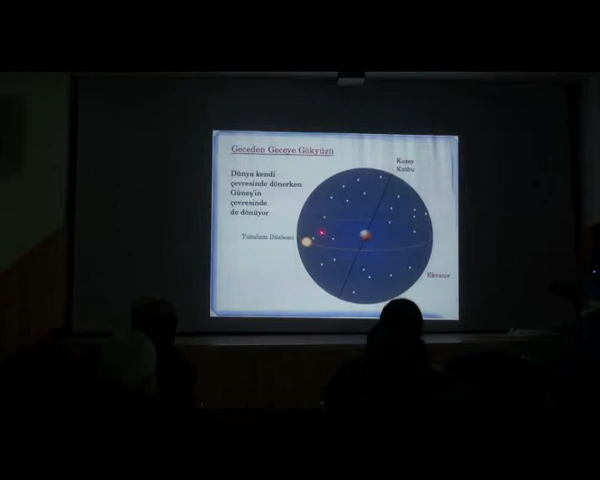 Geceden Geceye Gökyüzü
Kuzey
Kutbu
Dünya kendi
çevresinde dönerken
Güneş'in
çevresinde
de dönüyor
Tutulum Düzlemi
Ekvator